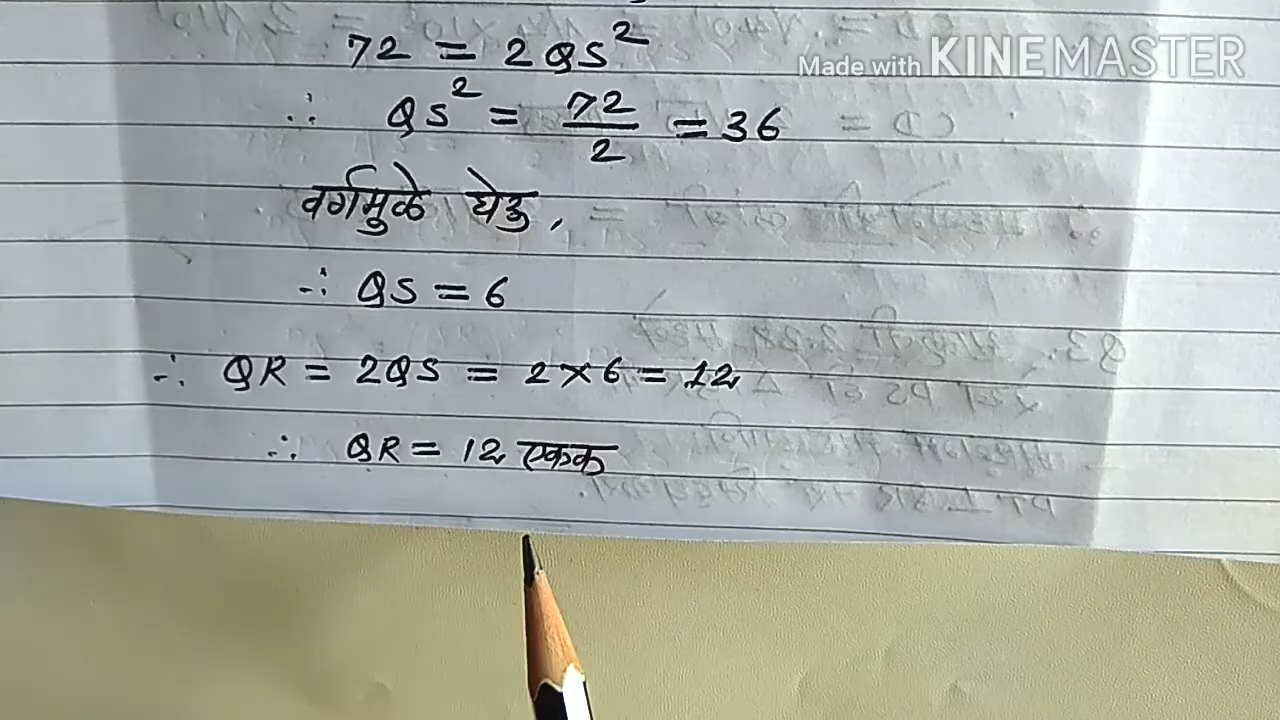 72 = 2QS²
Made with KINEMASTER
∴ QS² = 72/2 = 36
वर्गमुळे घेऊ,
∴ QS = 6
∴ QR = 2QS = 2 × 6 = 12
∴ QR = 12 एकक